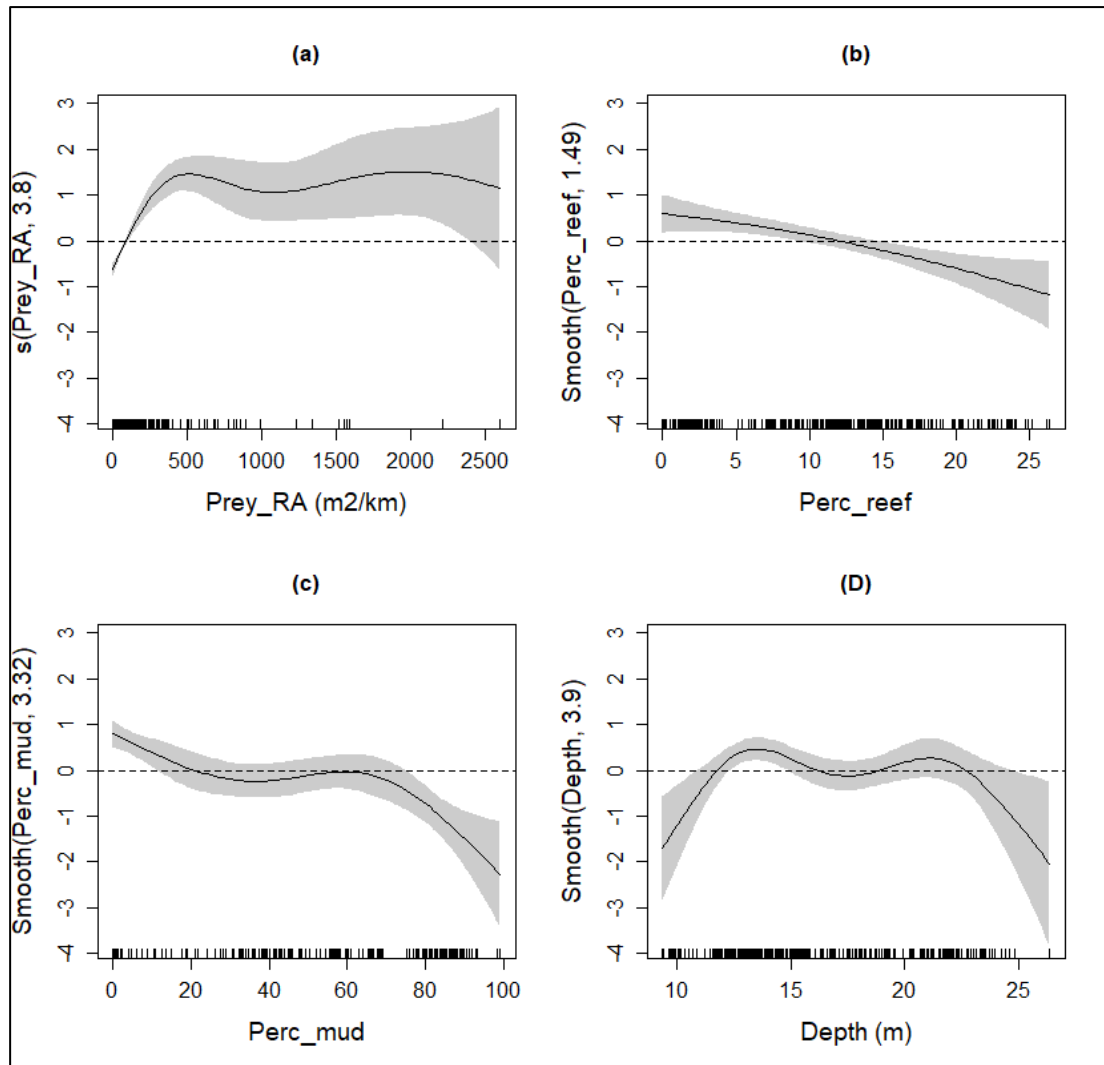 (a)
s(Prey_RA, 3.8)
3
2
1
0
-1
-2
-3
-4
0 500 1000 1500 2000 2500
Prey_RA (m2/km)
(b)
Smooth(Perc_reef, 1.49)
3
2
1
0
-1
-2
-3
-4
0 5 10 15 20 25
Perc_reef
(c)
Smooth(Perc_mud, 3.32)
3
2
1
0
-1
-2
-3
-4
0 20 40 60 80 100
Perc_mud
(D)
Smooth(Depth, 3.9)
3
2
1
0
-1
-2
-3
-4
10 15 20 25
Depth (m)